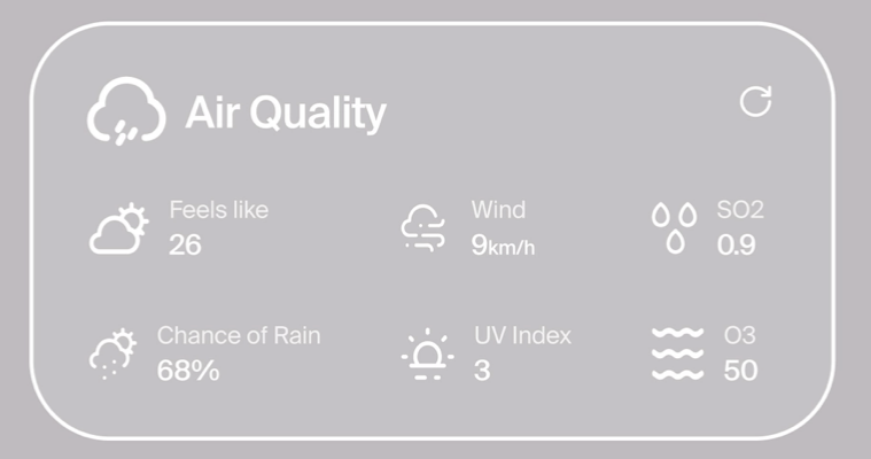 Air Quality
Feels like
26
Wind
9km/h
SO2
0.9
Chance of Rain
68%
UV Index
3
O3
50